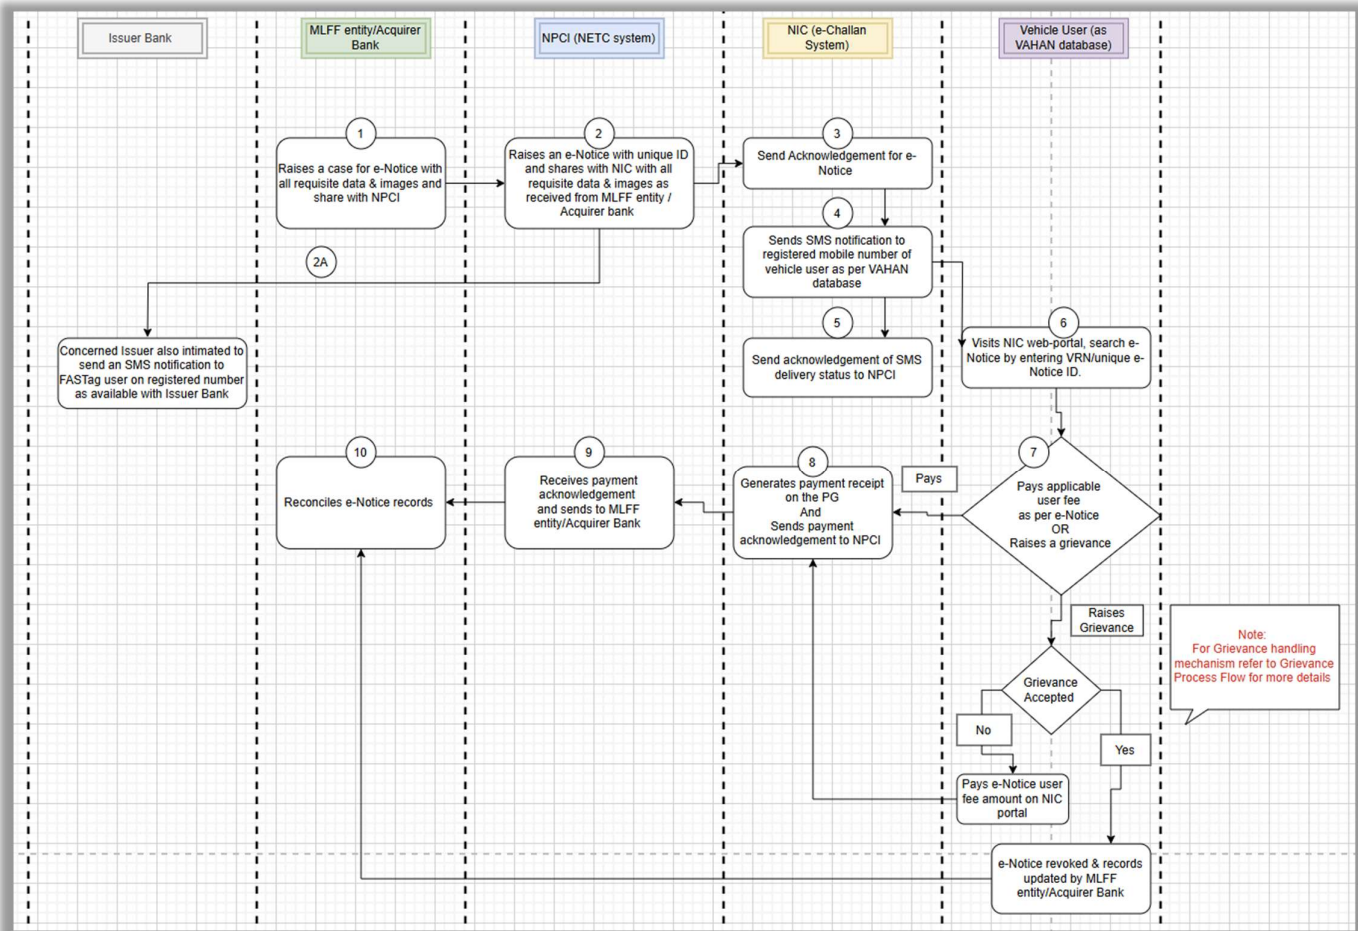 Issuer Bank
MLFF entity/Acquirer
Bank
NPCI (NETC system)
NIC (e-Challan
System)
Vehicle User (as
VAHAN database)
1
Raises a case for e-Notice with
all requisite data & images and
share with NPCI
2
Raises an e-Notice with unique ID
and shares with NIC with all
requisite data & images as
received from MLFF entity /
Acquirer bank
3
Send Acknowledgement for e-
Notice
4
Sends SMS notification to
registered mobile number of
vehicle user as per VAHAN
database
2A
Concerned Issuer also intimated to
send an SMS notification to
FASTag user on registered number
as available with Issuer Bank
5
Send acknowledgement of SMS
delivery status to NPCI
6
Visits NIC web-portal, search e-
Notice by entering VRN/unique e-
Notice ID.
7
Pays applicable
user fee
as per e-Notice
OR
Raises a grievance
Pays
8
Generates payment receipt
on the PG
And
Sends payment
acknowledgement to NPCI
9
Receives payment
acknowledgement
and sends to MLFF
entity/Acquirer Bank
10
Reconciles e-Notice records
Raises
Grievance
Note:
For Grievance handling
mechanism refer to Grievance
Process Flow for more details
Grievance
Accepted
No
Yes
Pays e-Notice user
fee amount on NIC
portal
e-Notice revoked & records
updated by MLFF
entity/Acquirer Bank